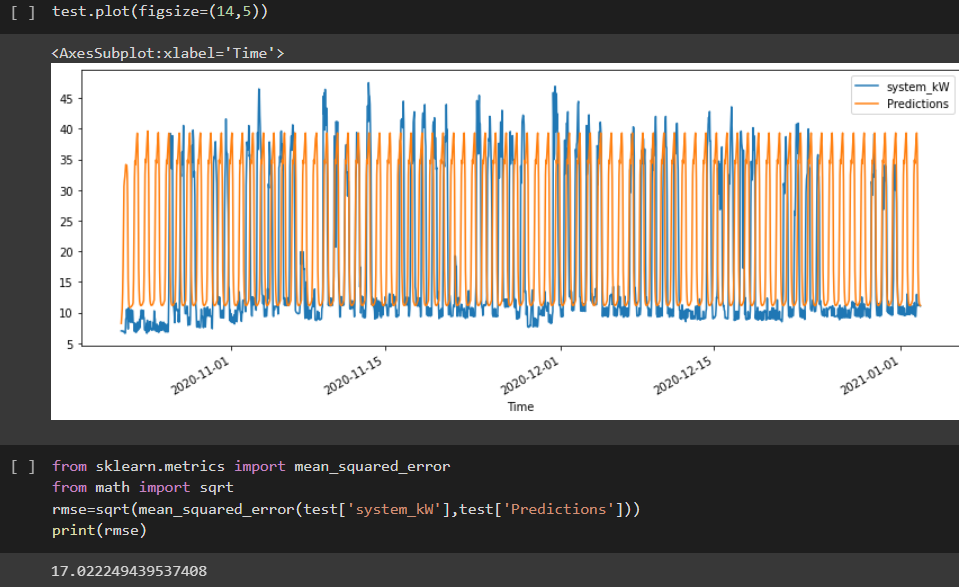 [ ] test.plot(figsize=(14,5))
<AxesSubplot:xlabel='Time'>
system_kW
Predictions
45
40
35
30
25
20
15
10
5
2020-11-01
2020-11-15
2020-12-01
2020-12-15
2021-01-01
Time
[ ] from sklearn.metrics import mean_squared_error
from math import sqrt
rmse=sqrt(mean_squared_error(test['system_kW'],test['Predictions']))
print(rmse)
17.022249439537408